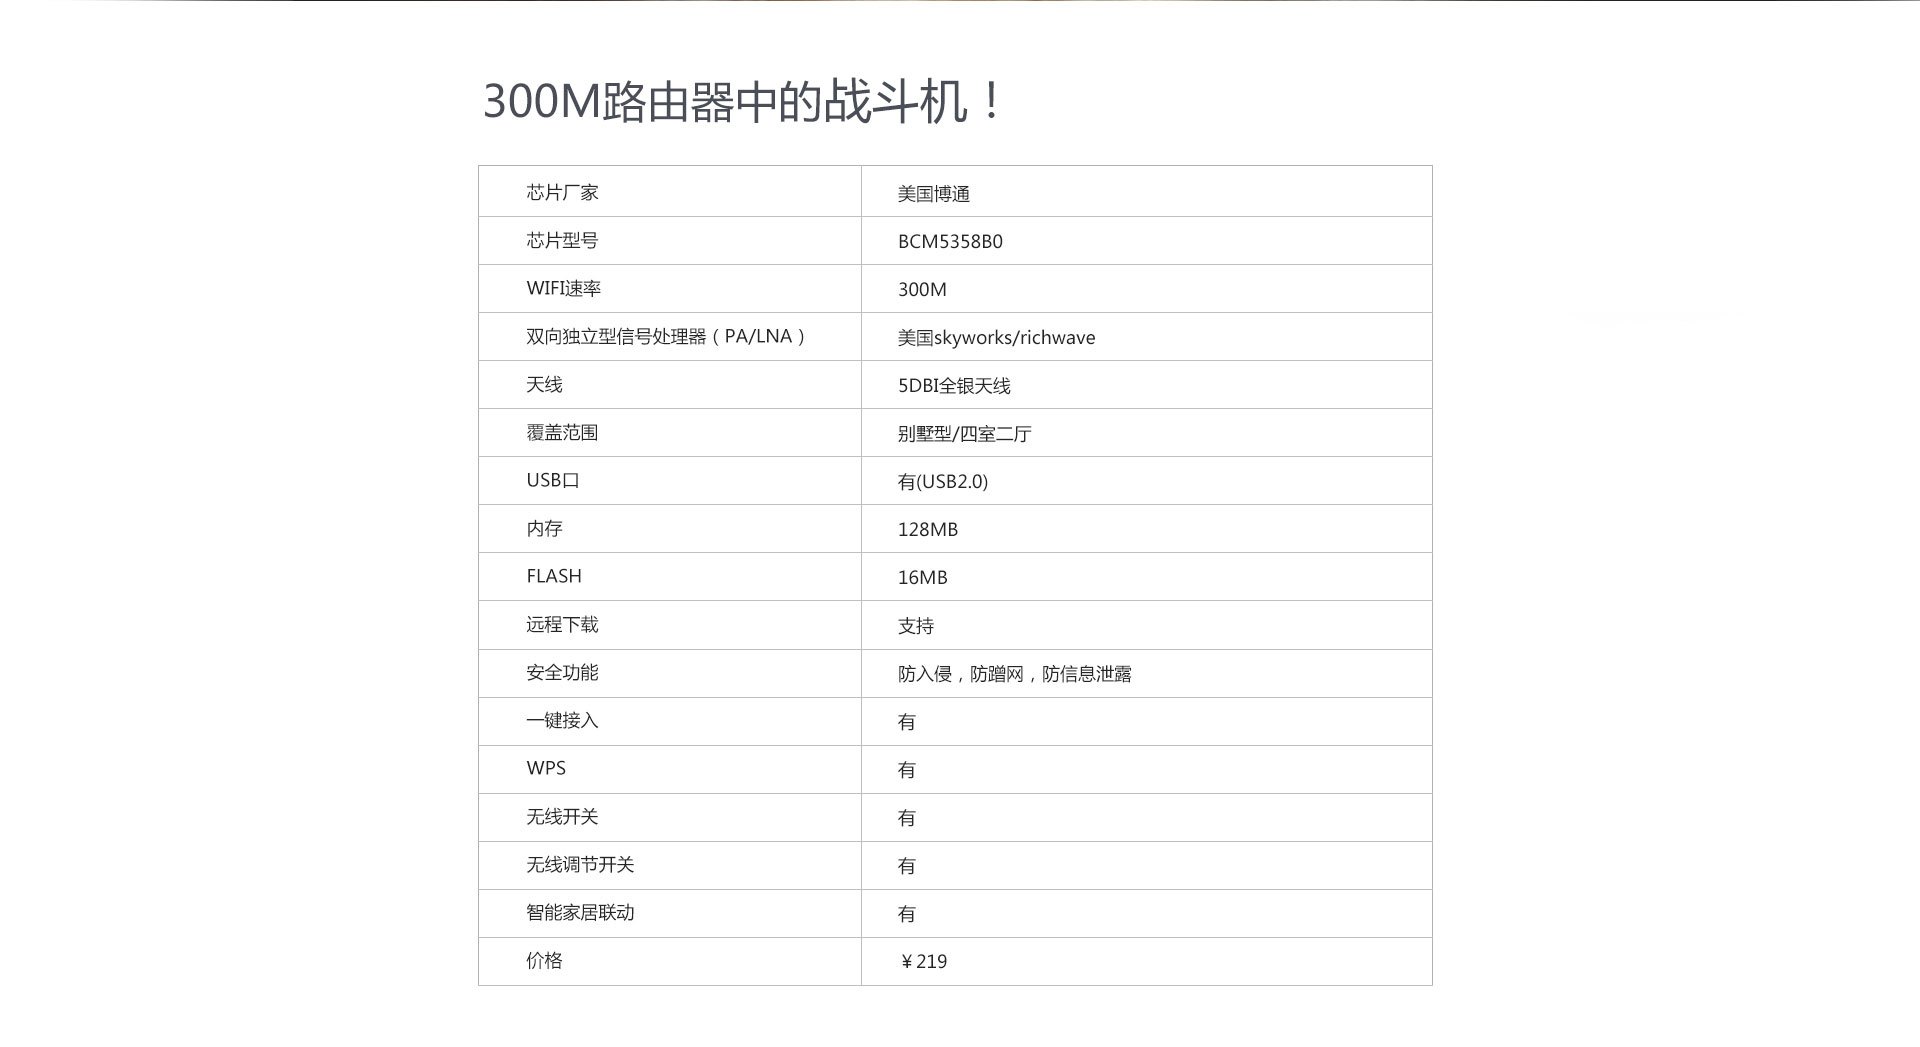 300M路由器中的战斗机！
芯片厂家 美国博通
芯片型号 BCM5358B0
WIFI速率 300M
双向独立型信号处理器（PA/LNA） 美国skyworks/richwave
天线 5DBI全银天线
覆盖范围 别墅型/四室二厅
USB口 有(USB2.0)
内存 128MB
FLASH 16MB
远程下载 支持
安全功能 防入侵，防蹭网，防信息泄露
一键接入 有
WPS 有
无线开关 有
无线调节开关 有
智能家居联动 有
价格 ￥219